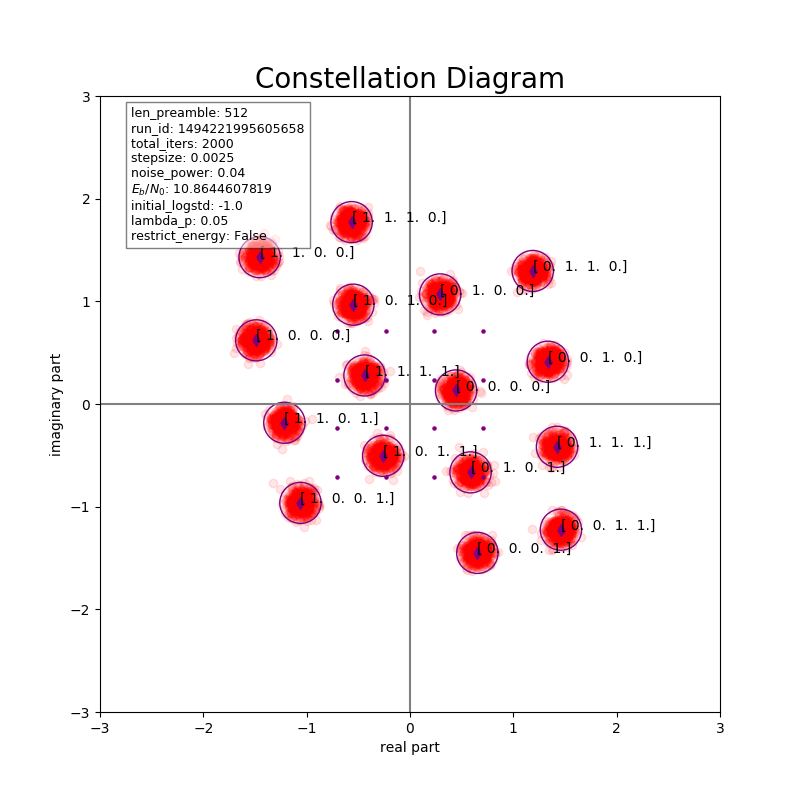 Constellation Diagram
len_preamble: 512
run_id: 1494221995605658
total_iters: 2000
stepsize: 0.0025
noise_power: 0.04
E_b/N_0: 10.8644607819
initial_logstd: -1.0
lambda_p: 0.05
restrict_energy: False
[ 1. 1. 1. 0.]
[ 1. 1. 0. 0.]
[ 0. 1. 1. 0.]
[ 0. 1. 0. 0.]
[ 1. 0. 1. 0.]
[ 1. 0. 0. 0.]
[ 0. 0. 1. 0.]
[ 1. 1. 1. 1.]
[ 0. 0. 0. 0.]
[ 1. 1. 0. 1.]
[ 0. 1. 1. 1.]
[ 1. 0. 1. 1.]
[ 0. 1. 0. 1.]
[ 1. 0. 0. 1.]
[ 0. 0. 1. 1.]
[ 0. 0. 0. 1.]
3
2
1
0
−1
−2
−3
imaginary part
−3 −2 −1 0 1 2 3
real part